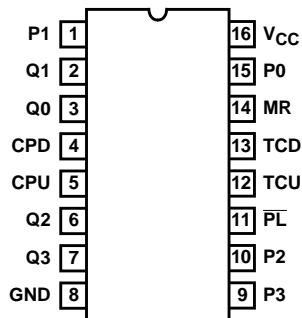 P1 1 16 VCC
Q1 2 15 P0
Q0 3 14 MR
CPD 4 13 TCD
CPU 5 12 TCU
Q2 6 11 P̅L̅
Q3 7 10 P2
GND 8 9 P3